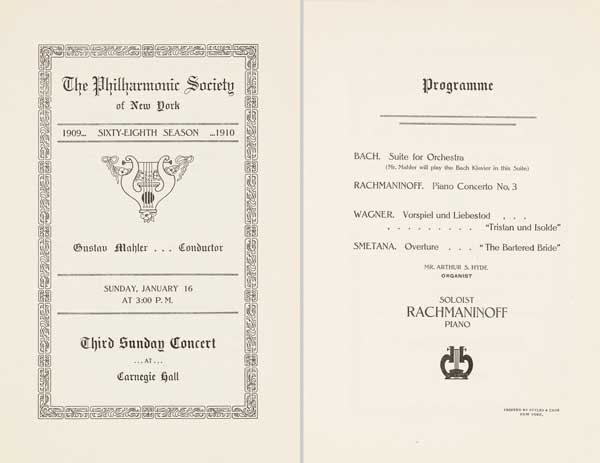 The Philharmonic Society
of New York
1909... SIXTY-EIGHTH SEASON ...1910
Gustav Mahler . . . Conductor
SUNDAY, JANUARY 16
AT 3:00 P. M.
Third Sunday Concert
. . . AT . . .
Carnegie Hall
Programme
BACH. Suite for Orchestra
(Mr. Mahler will play the Bach Klavier in this Suite)
RACHMANINOFF. Piano Concerto No. 3
WAGNER. Vorspiel und Liebestod . . .
. . . . . . . . . "Tristan und Isolde"
SMETANA. Overture . . . "The Bartered Bride"
MR. ARTHUR S. HYDE
ORGANIST
SOLOIST
RACHMANINOFF
PIANO
PRINTED BY STYLES & CASH
NEW YORK.